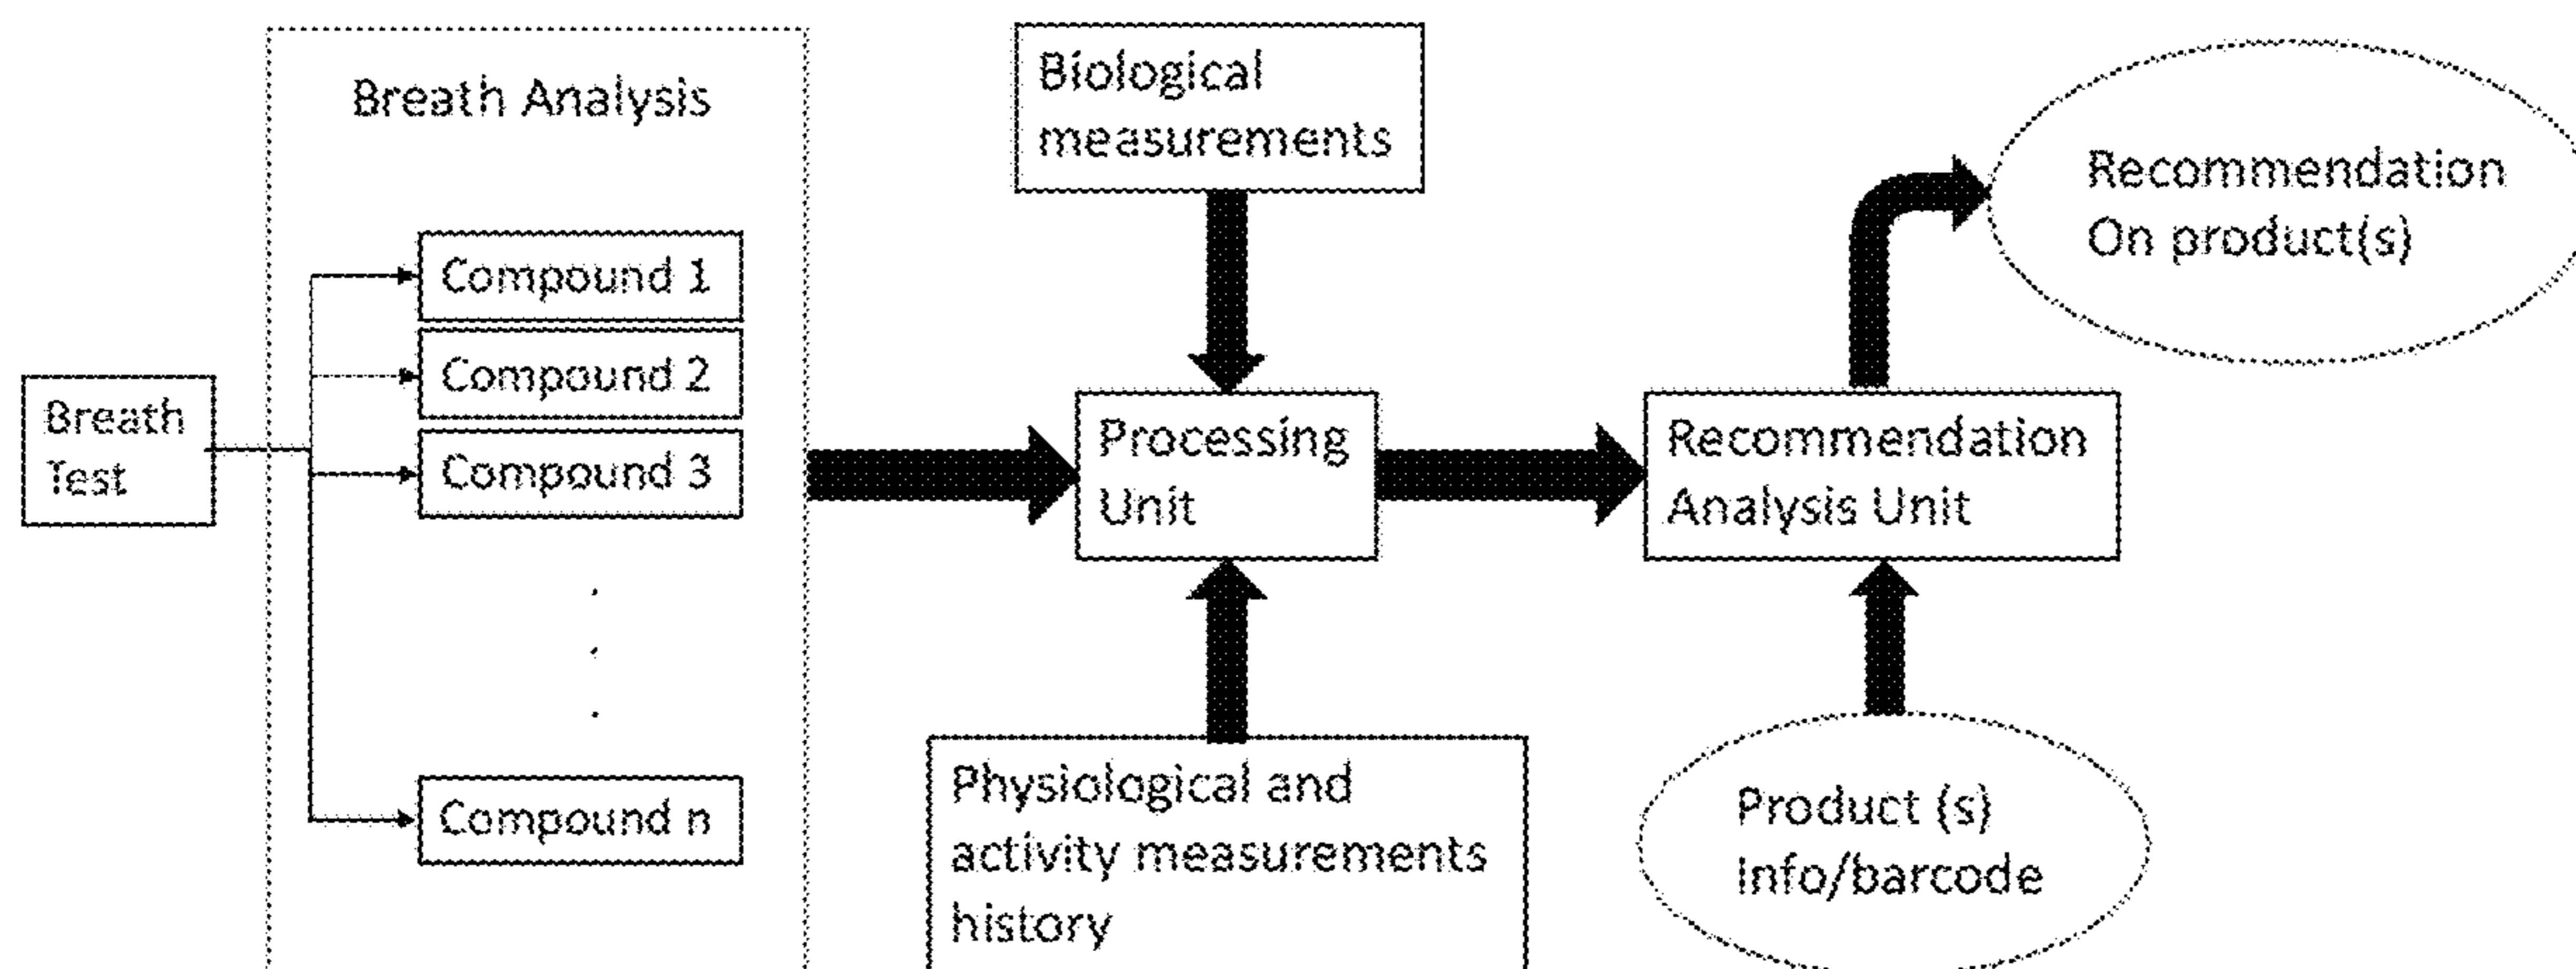 Breath
Test
Breath Analysis
Compound 1
Compound 2
Compound 3
Compound n
Biological
measurements
Processing
Unit
Physiological and
activity measurements
history
Recommendation
Analysis Unit
Recommendation
On product(s)
Product (s)
Info/barcode